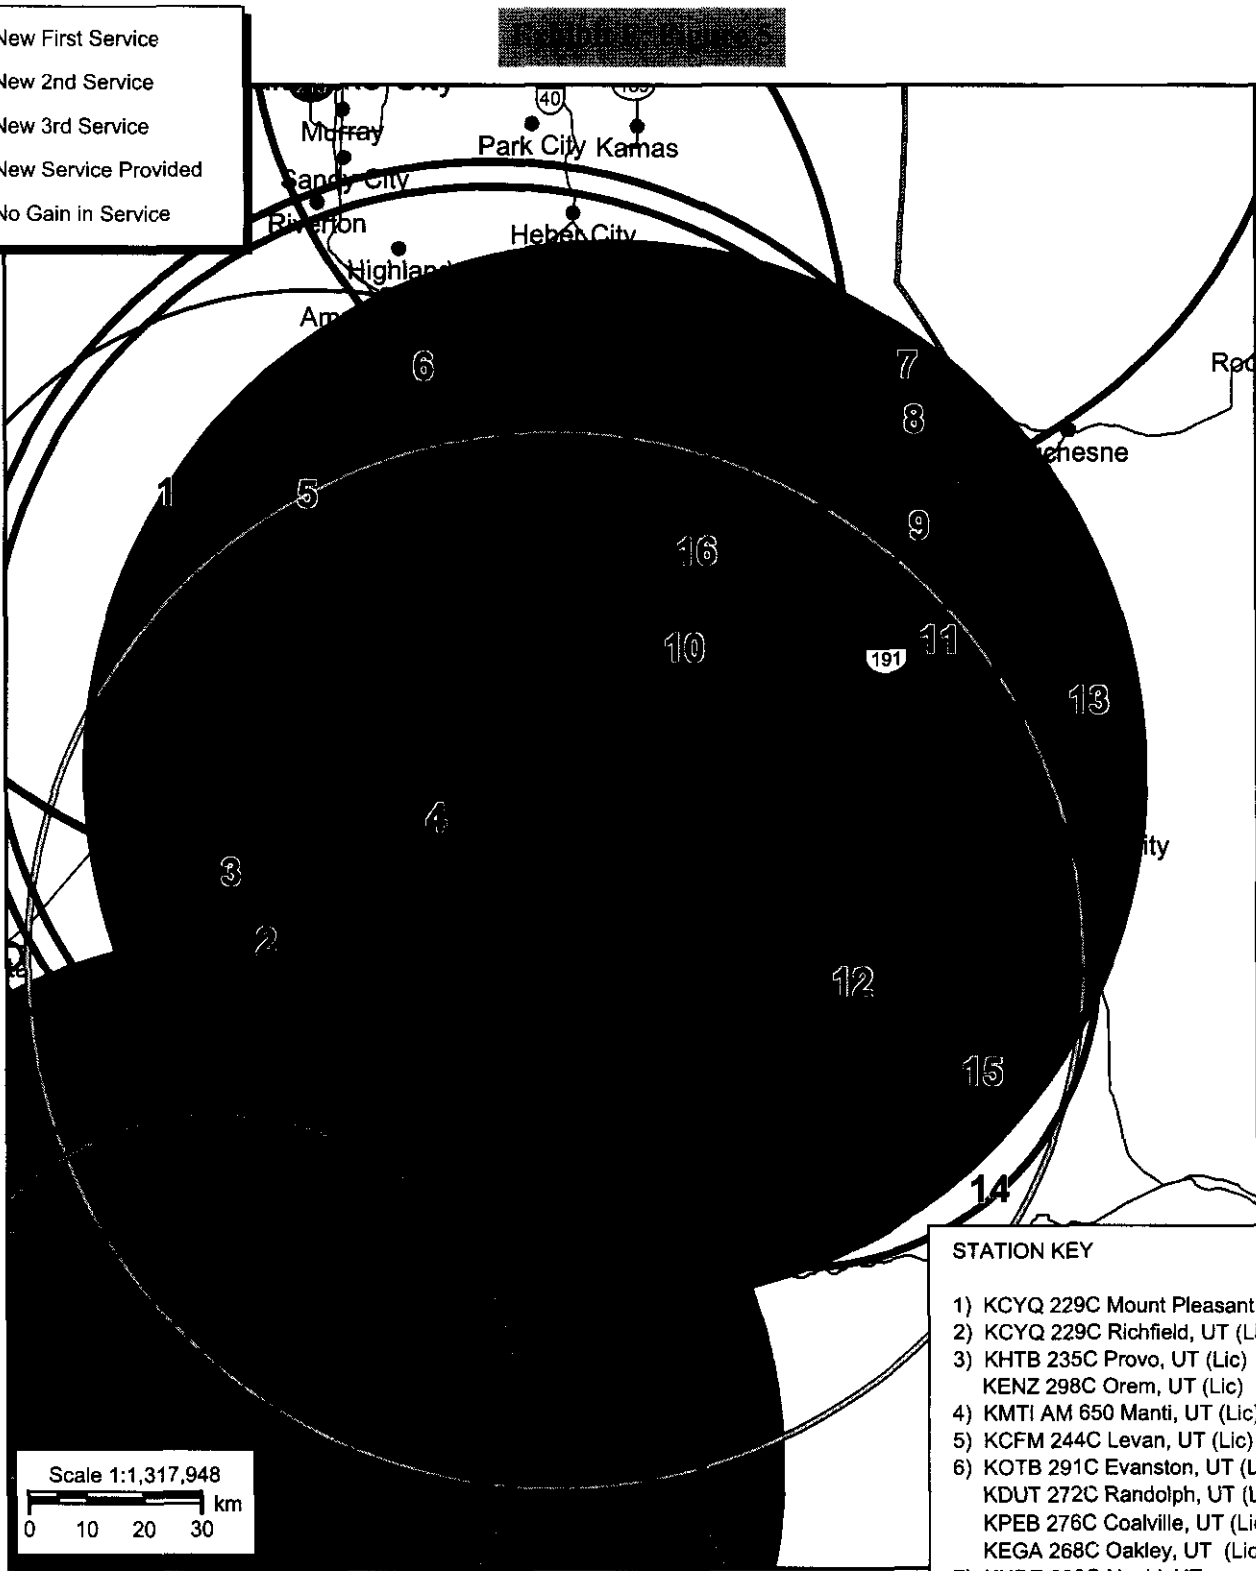 New First Service
New 2nd Service
New 3rd Service
New Service Provided
No Gain in Service
40
Murray
Park City
Kamas
Sandy City
Riverton
Heber City
Highland
6
7
8
1
5
9
16
10
11
191
13
4
3
2
12
15
14
Scale 1:1,317,948
km
0 10 20 30
STATION KEY
1) KCYQ 229C Mount Pleasant
2) KCYQ 229C Richfield, UT
3) KHTB 235C Provo, UT (Lic)
KENZ 298C Orem, UT (Lic)
4) KMTI AM 650 Manti, UT (Lic)
5) KCFM 244C Levan, UT (Lic)
6) KOTB 291C Evanston, UT
KDUT 272C Randolph, UT
KPEB 276C Coalville, UT
KEGA 268C Oakley, UT (Lic